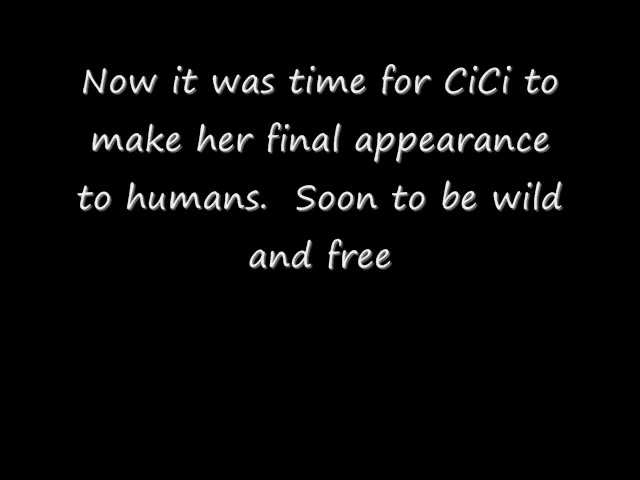 Now it was time for CiCi to
make her final appearance
to humans.  Soon to be wild
and free